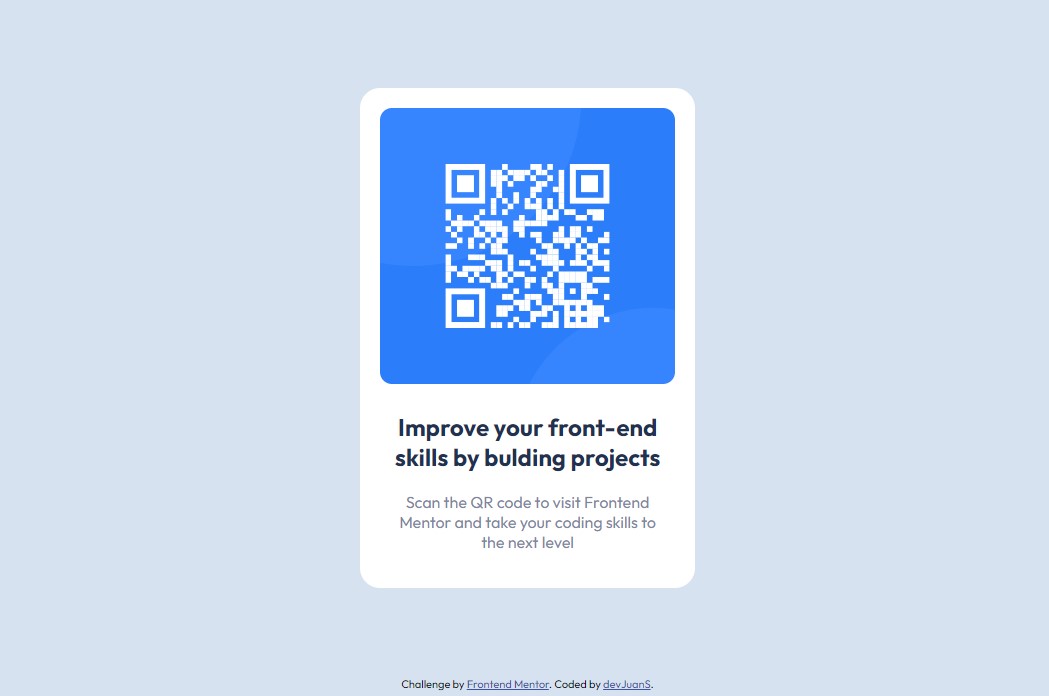 Improve your front-end
skills by bulding projects
Scan the QR code to visit Frontend
Mentor and take your coding skills to
the next level
Challenge by Frontend Mentor. Coded by devJuanS.